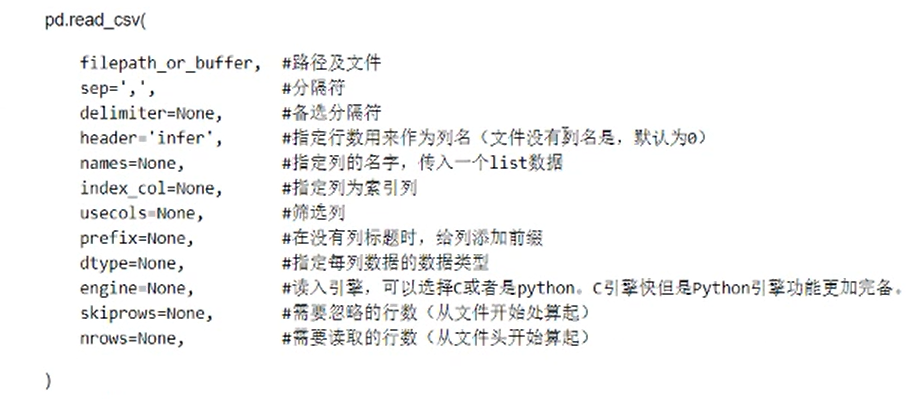 pd.read_csv(
filepath_or_buffer, #路径及文件
sep=',', #分隔符
delimiter=None, #备选分隔符
header='infer', #指定行数用来作为列名（文件没有列名是，默认为0）
names=None, #指定列的名字，传入一个list数据
index_col=None, #指定列为索引列
usecols=None, #筛选列
prefix=None, #在没有列标题时，给列添加前缀
dtype=None, #指定每列数据的数据类型
engine=None, #读入引擎，可以选择C或者是python。C引擎快但是Python引擎功能更加完备。
skiprows=None, #需要忽略的行数（从文件开始处算起）
nrows=None, #需要读取的行数（从文件头开始算起）
)